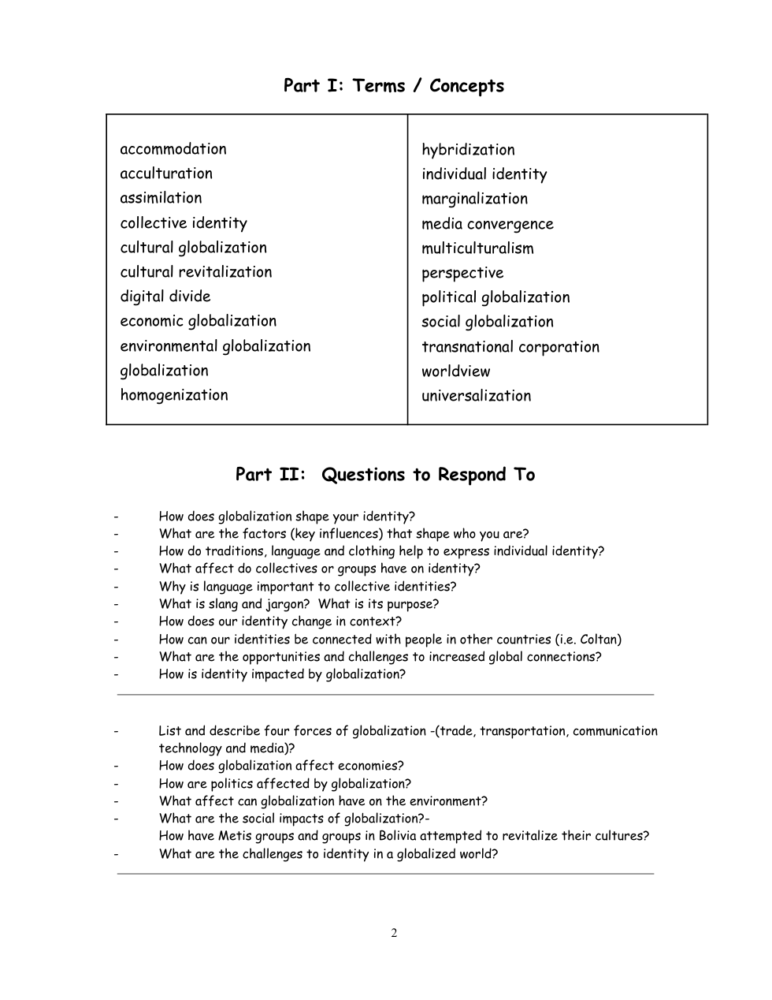 Part I: Terms / Concepts
accommodation
acculturation
assimilation
collective identity
cultural globalization
cultural revitalization
digital divide
economic globalization
environmental globalization
globalization
homogenization
hybridization
individual identity
marginalization
media convergence
multiculturalism
perspective
political globalization
social globalization
transnational corporation
worldview
universalization
Part II:  Questions to Respond To
- How does globalization shape your identity?
- What are the factors (key influences) that shape who you are?
- How do traditions, language and clothing help to express individual identity?
- What affect do collectives or groups have on identity?
- Why is language important to collective identities?
- What is slang and jargon?  What is its purpose?
- How does our identity change in context?
- How can our identities be connected with people in other countries (i.e. Coltan)
- What are the opportunities and challenges to increased global connections?
- How is identity impacted by globalization?
- List and describe four forces of globalization -(trade, transportation, communication
technology and media)?
- How does globalization affect economies?
- How are politics affected by globalization?
- What affect can globalization have on the environment?
- What are the social impacts of globalization?-
How have Metis groups and groups in Bolivia attempted to revitalize their cultures?
- What are the challenges to identity in a globalized world?
2